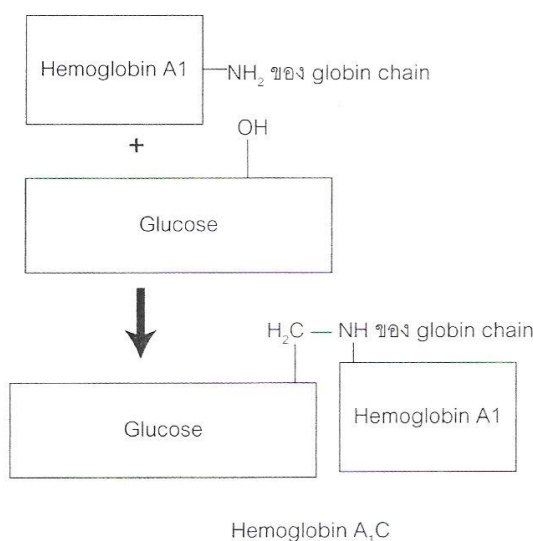 Hemoglobin A1
NH₂ ของ globin chain
+
OH
Glucose
H₂C — NH ของ globin chain
Glucose
Hemoglobin A1
Hemoglobin A₁C